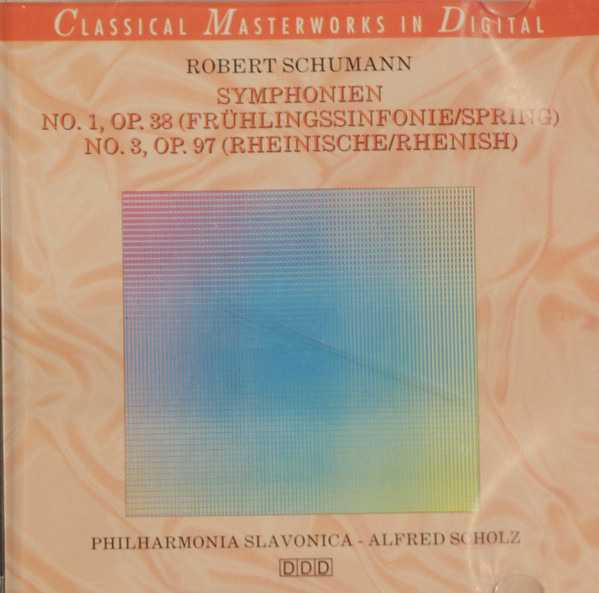 CLASSICAL MASTERWORKS IN DIGITAL
ROBERT SCHUMANN
SYMPHONIEN
NO. 1, OP. 38 (FRÜHLINGSSINFONIE/SPRING)
NO. 3, OP. 97 (RHEINISCHE/RHENISH)
PHILHARMONIA SLAVONICA - ALFRED SCHOLZ
DDD